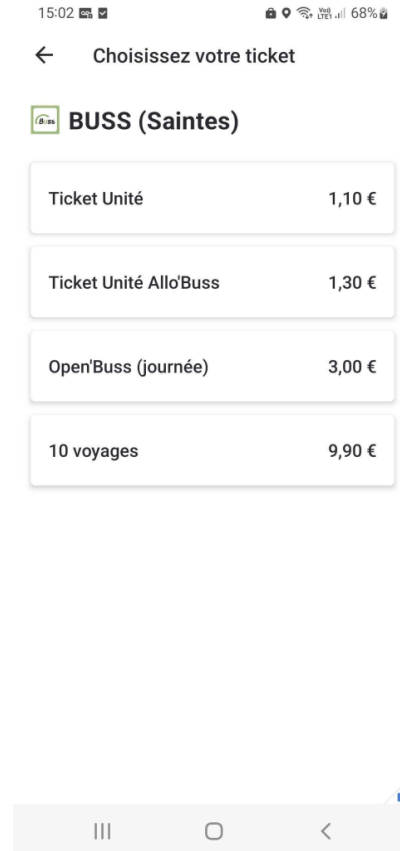 15:02 68%
Choisissez votre ticket
Buss BUSS (Saintes)
Ticket Unité 1,10 €
Ticket Unité Allo'Buss 1,30 €
Open'Buss (journée) 3,00 €
10 voyages 9,90 €